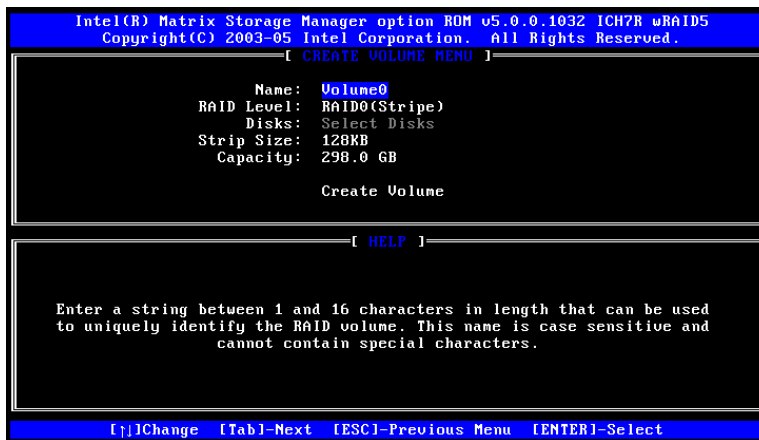 Intel(R) Matrix Storage Manager option ROM v5.0.0.1032 ICH7R wRAID5
Copyright(C) 2003-05 Intel Corporation. All Rights Reserved.
[ CREATE VOLUME MENU ]
Name: Volume0
RAID Level: RAID0(Stripe)
Disks: Select Disks
Strip Size: 128KB
Capacity: 298.0 GB
Create Volume
[ HELP ]
Enter a string between 1 and 16 characters in length that can be used
to uniquely identify the RAID volume. This name is case sensitive and
cannot contain special characters.
[↑↓]Change [Tab]-Next [ESC]-Previous Menu [ENTER]-Select